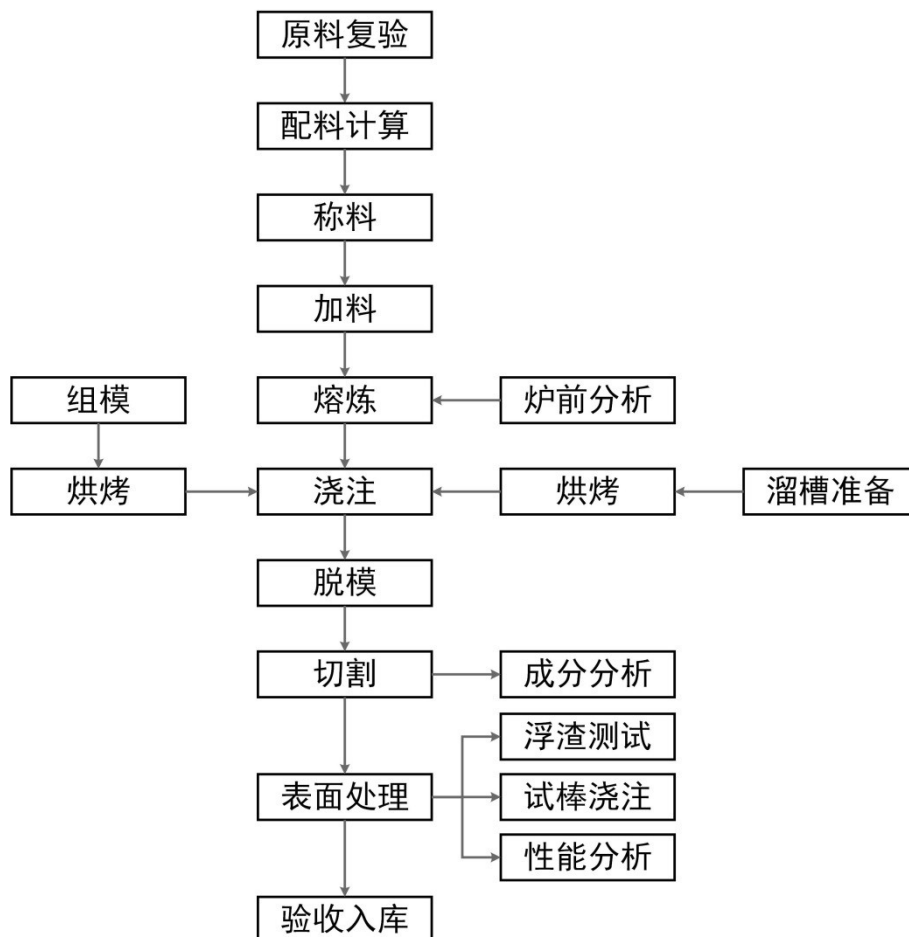 原料复验
配料计算
称料
加料
组模
熔炼
炉前分析
烘烤
浇注
烘烤
溜槽准备
脱模
切割
成分分析
浮渣测试
表面处理
试棒浇注
性能分析
验收入库